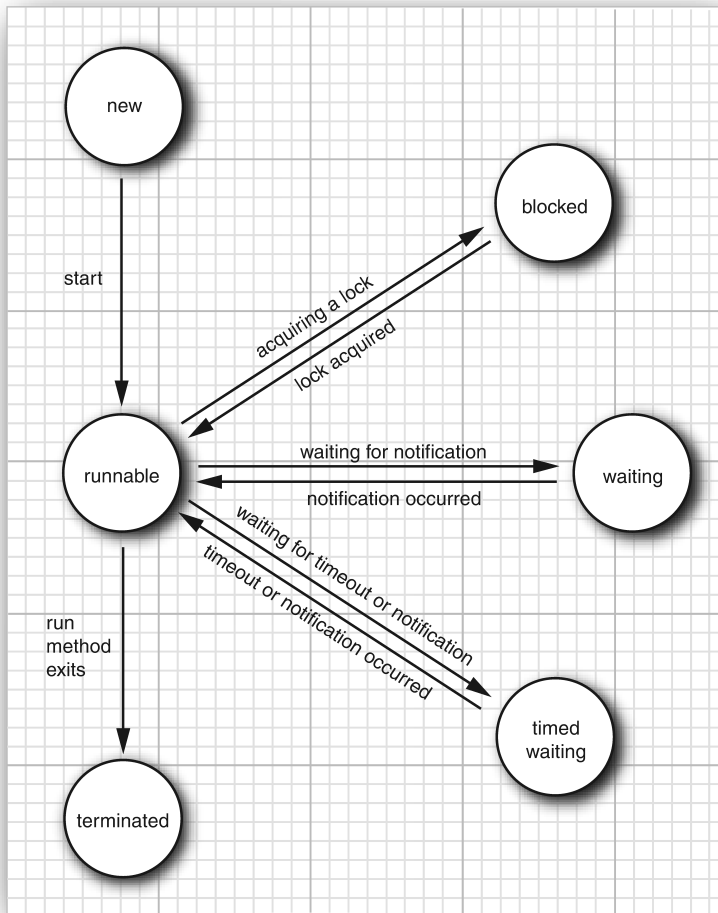 new
blocked
start
acquiring a lock
lock acquired
runnable
waiting for notification
notification occurred
waiting
waiting for timeout or notification
timeout or notification occurred
run
method
exits
timed
waiting
terminated